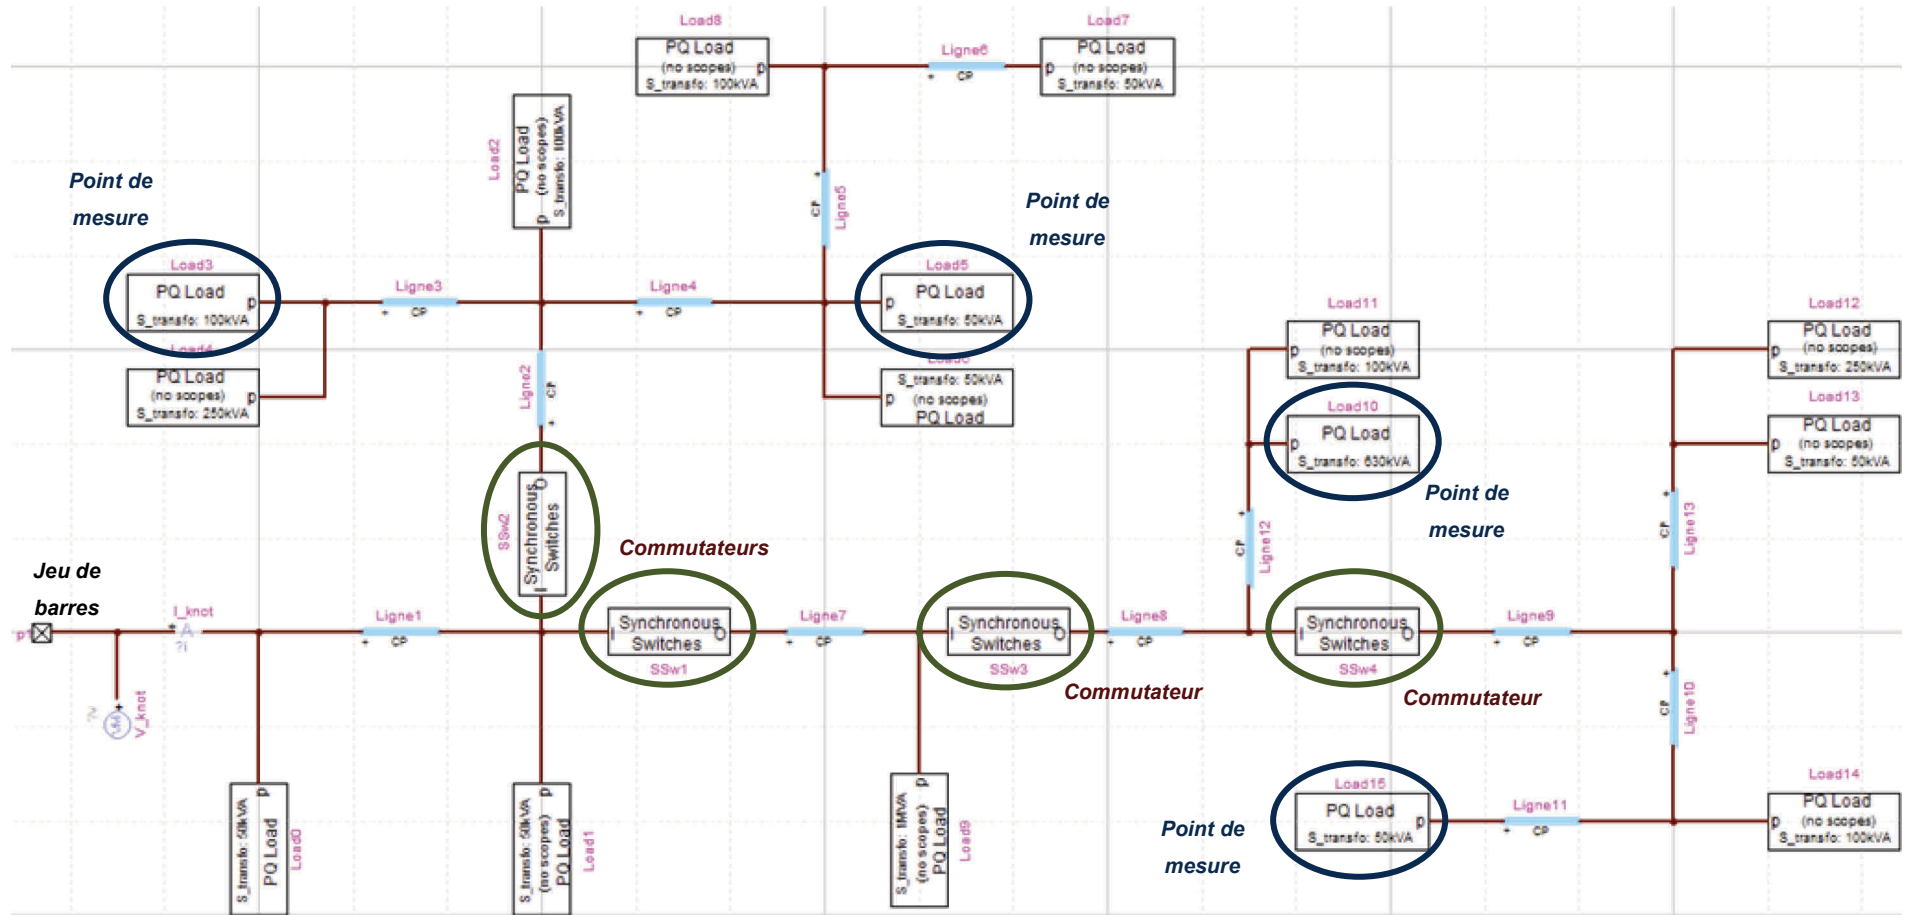 Load8
PQ Load
(no scopes)
p
S_transfo: 100kVA
Ligne6
+ CP
Load7
PQ Load
p
(no scopes)
S_transfo: 50kVA
Load2
PQ Load
(no scopes)
S_transfo: 100kVA
p
+
CP
Ligne5
Point de
mesure
Point de
mesure
Load3
PQ Load
p
S_transfo: 100kVA
Ligne3
+ CP
Ligne4
+ CP
Load5
p
PQ Load
S_transfo: 50kVA
Load4
PQ Load
(no scopes)
p
S_transfo: 250kVA
Ligne2
CP
+
S_transfo: 50kVA
p
(no scopes)
PQ Load
Load11
PQ Load
p
(no scopes)
S_transfo: 100kVA
Load12
PQ Load
p
(no scopes)
S_transfo: 250kVA
Load10
PQ Load
p
S_transfo: 630kVA
Load13
PQ Load
p
(no scopes)
S_transfo: 50kVA
Point de
mesure
SSw2
Synchronous
Switches
O
I
Commutateurs
+
CP
Ligne12
+
CP
Ligne13
Jeu de
barres
p1
I_knot
+ A
?i
Ligne1
+ CP
Synchronous
I O
Switches
SSw1
Ligne7
+ CP
Synchronous
I O
Switches
SSw3
Ligne8
+ CP
Synchronous
I O
Switches
SSw4
Ligne9
+ CP
Commutateur
Commutateur
?v
+
VM
V_knot
+
CP
Ligne10
p
S_transfo: 50kVA
PQ Load
Load0
p
S_transfo: 50kVA
(no scopes)
PQ Load
Load1
p
S_transfo: 1MVA
(no scopes)
PQ Load
Load9
Point de
mesure
Load15
PQ Load
p
S_transfo: 50kVA
Ligne11
+ CP
Load14
PQ Load
p
(no scopes)
S_transfo: 100kVA